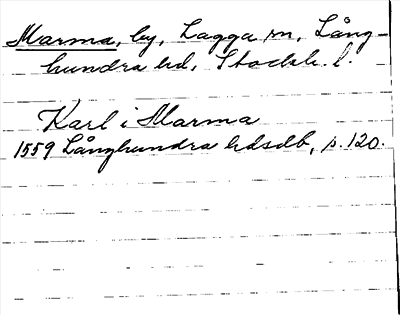 Marma, by, Lagga sn, Lång-
hundra hd, Stockh. l.
Karl i Marma
1559 Långhundra hdsdb, s. 120.